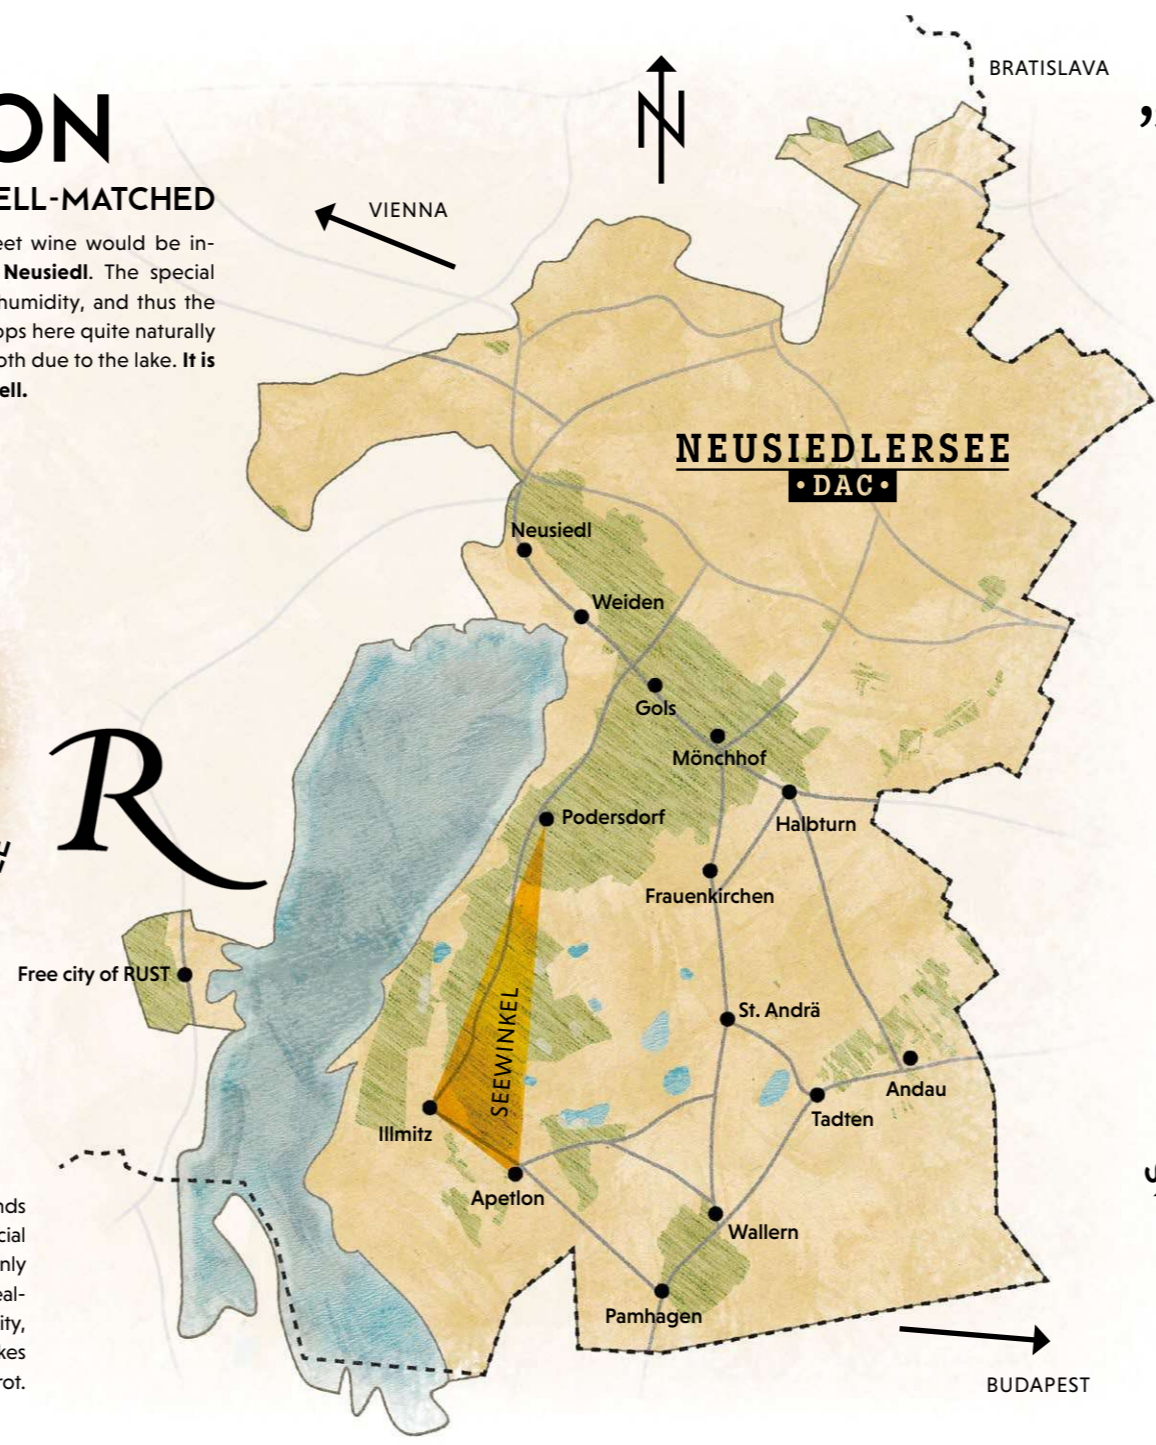 ON
ELL-MATCHED
eet wine would be in-
Neusiedl. The special
humidity, and thus the
ops here quite naturally
oth due to the lake. It is
ell.
BRATISLAVA
N
VIENNA
NEUSIEDLERSEE
• DAC •
Neusiedl
Weiden
Gols
Mönchhof
Podersdorf
Halbturn
Frauenkirchen
R
Free city of RUST
SEEWINKEL
St. Andrä
Andau
Tadten
Illmitz
Apetlon
Wallern
Pamhagen
BUDAPEST
nds
cial
nly
eal-
ity,
kes
rot.